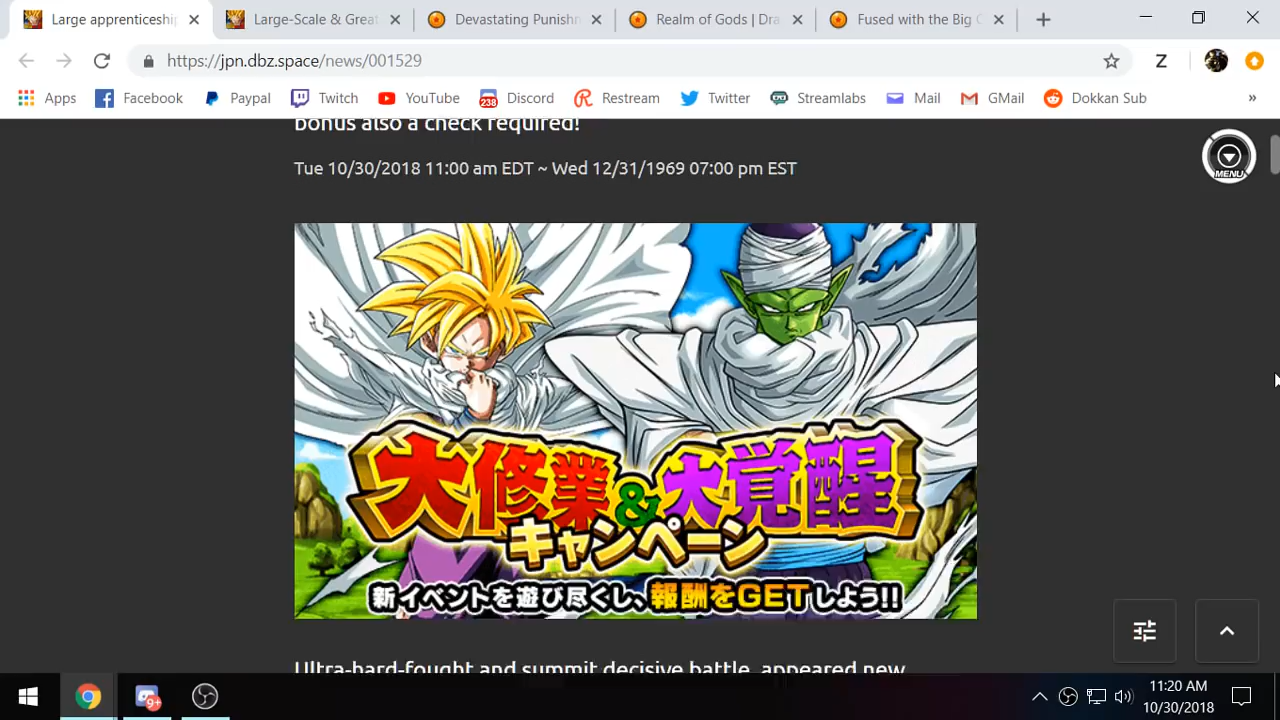 Large apprenticeship
Large-Scale & Great
Devastating Punishm
Realm of Gods | Dra
Fused with the Big G
https://jpn.dbz.space/news/001529
Z
Apps
Facebook
Paypal
Twitch
YouTube
238
Discord
Restream
Twitter
Streamlabs
Mail
GMail
Dokkan Sub
»
bonus also a check required!
Tue 10/30/2018 11:00 am EDT ~ Wed 12/31/1969 07:00 pm EST
MENU
大修業&大覚醒
キャンペーン
新イベントを遊び尽くし、報酬をGETしよう!!
Ultra-hard-fought and summit decisive battle, appeared new
9+
11:20 AM
10/30/2018